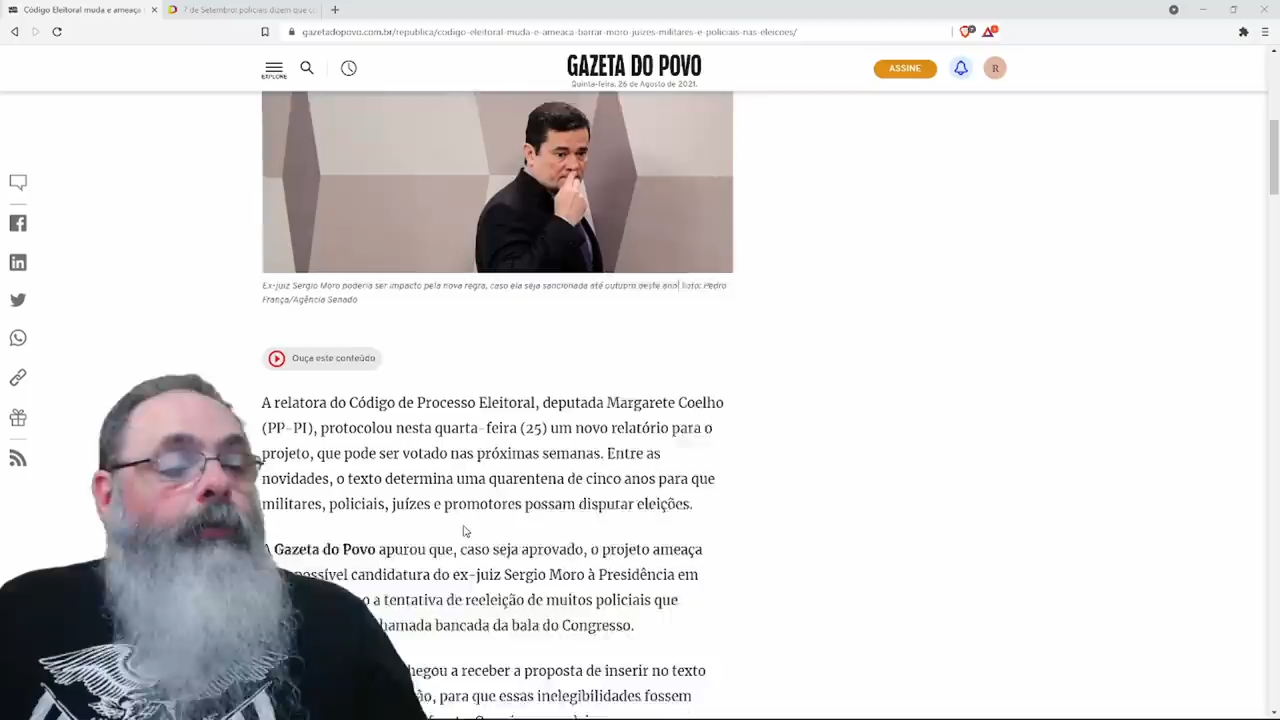 Código Eleitoral muda e ameaça
7 de Setembro: policiais dizem que c
gazetadopovo.com.br/republica/codigo-eleitoral-muda-e-ameaca-barrar-moro-juizes-militares-e-policiais-nas-eleicoes/
EXPLORE
GAZETA DO POVO
Quinta-feira, 26 de Agosto de 2021.
ASSINE
R
Ex-juiz Sergio Moro poderia ser impacto pela nova regra, caso ela seja sancionada até outubro deste ano| Foto: Pedro
França/Agência Senado
Ouça este conteúdo
A relatora do Código de Processo Eleitoral, deputada Margarete Coelho
(PP-PI), protocolou nesta quarta-feira (25) um novo relatório para o
projeto, que pode ser votado nas próximas semanas. Entre as
novidades, o texto determina uma quarentena de cinco anos para que
militares, policiais, juízes e promotores possam disputar eleições.
A Gazeta do Povo apurou que, caso seja aprovado, o projeto ameaça
possível candidatura do ex-juiz Sergio Moro à Presidência em
o a tentativa de reeleição de muitos policiais que
hamada bancada da bala do Congresso.
hegou a receber a proposta de inserir no texto
ão, para que essas inelegibilidades fossem